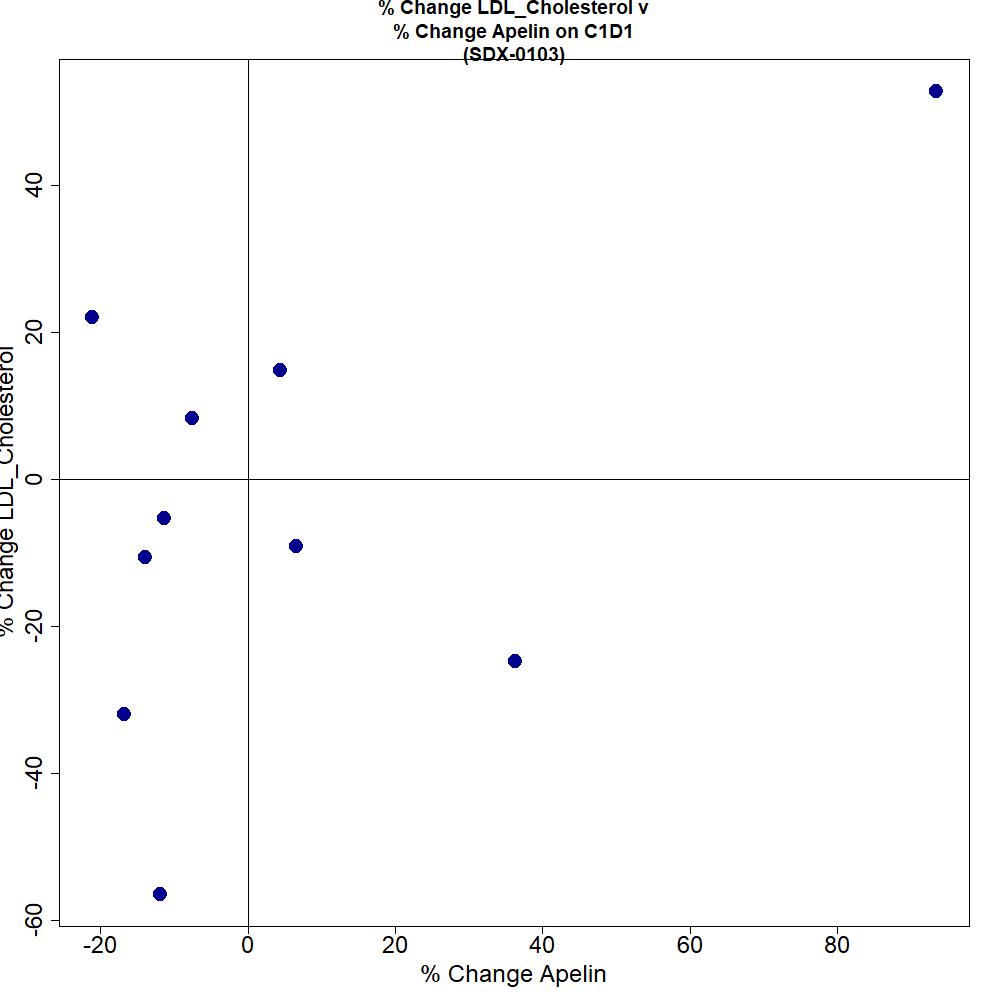 % Change LDL_Cholesterol v
% Change Apelin on C1D1
(SDX-0103)
% Change LDL_Cholesterol
40
20
0
-20
-40
-60
-20 0 20 40 60 80
% Change Apelin